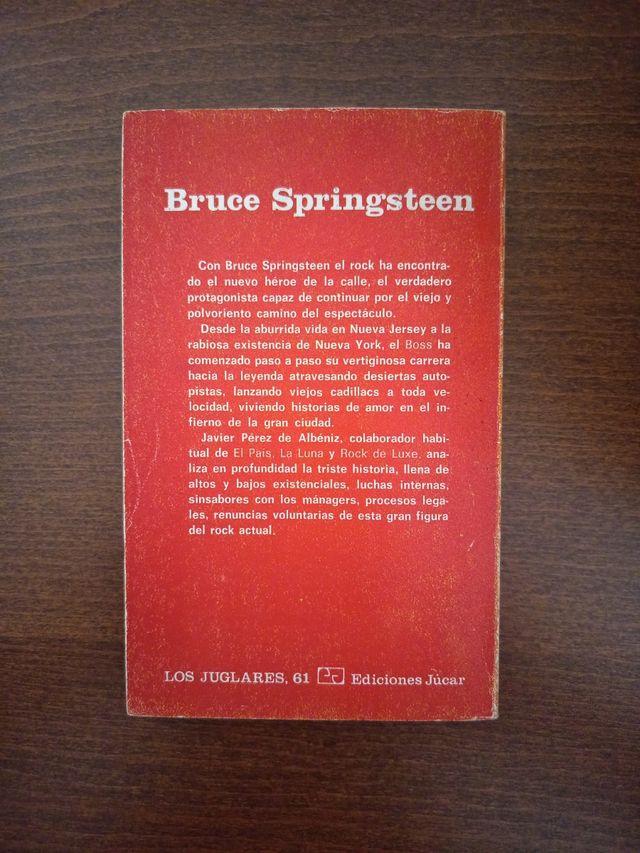 Bruce Springsteen
Con Bruce Springsteen el rock ha encontra-
do el nuevo héroe de la calle, el verdadero
protagonista capaz de continuar por el viejo y
polvoriento camino del espectáculo.
Desde la aburrida vida en Nueva Jersey a la
rabiosa existencia de Nueva York, el Boss ha
comenzado paso a paso su vertiginosa carrera
hacia la leyenda atravesando desiertas auto-
pistas, lanzando viejos cadillacs a toda ve-
locidad, viviendo historias de amor en el in-
fierno de la gran ciudad.
Javier Pérez de Albéniz, colaborador habi-
tual de El País, La Luna y Rock de Luxe, ana-
liza en profundidad la triste historia, llena de
altos y bajos existenciales, luchas internas,
sinsabores con los mánagers, procesos lega-
les, renuncias voluntarias de esta gran figura
del rock actual.
LOS JUGLARES, 61 Ediciones Júcar